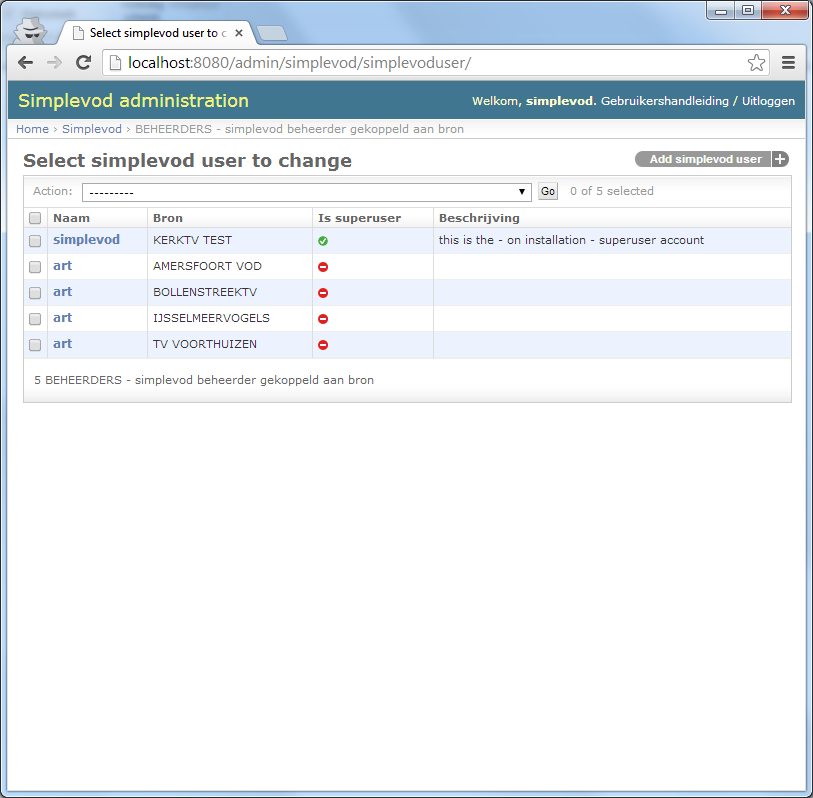 Select simplevod user to c
localhost:8080/admin/simplevod/simplevoduser/
Simplevod administration
Welkom, simplevod. Gebruikershandleiding / Uitloggen
Home › Simplevod › BEHEERDERS - simplevod beheerder gekoppeld aan bron
Select simplevod user to change
Add simplevod user +
Action: --------- Go 0 of 5 selected
Naam Bron Is superuser Beschrijving
simplevod KERKTV TEST this is the - on installation - superuser account
art AMERSFOORT VOD
art BOLLENSTREEKTV
art IJSSELMEERVOGELS
art TV VOORTHUIZEN
5 BEHEERDERS - simplevod beheerder gekoppeld aan bron